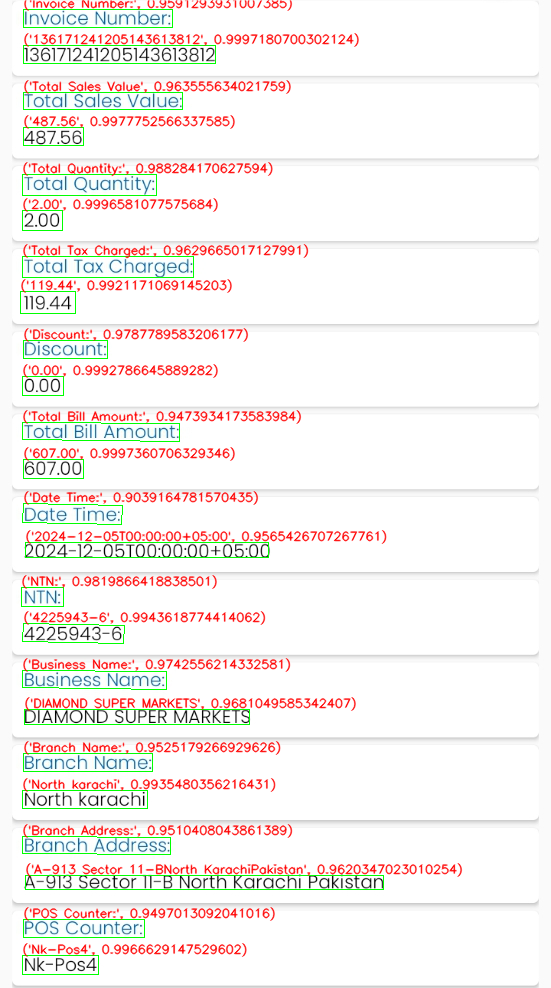 ('Invoice Number:', 0.9591293931007385)
Invoice Number:
('136171241205143613812', 0.9997180700302124)
136171241205143613812
('Total Sales Value', 0.963555634021759)
Total Sales Value:
('487.56', 0.9977752566337585)
487.56
('Total Quantity:', 0.988284170627594)
Total Quantity:
('2.00', 0.9996581077575684)
2.00
('Total Tax Charged:', 0.9629665017127991)
Total Tax Charged:
('119.44', 0.9921171069145203)
119.44
('Discount:', 0.9787789583206177)
Discount:
('0.00', 0.9992786645889282)
0.00
('Total Bill Amount:', 0.9473934173583984)
Total Bill Amount:
('607.00', 0.9997360706329346)
607.00
('Date Time:', 0.9039164781570435)
Date Time:
('2024-12-05T00:00:00+05:00', 0.9565426707267761)
2024-12-05T00:00:00+05:00
('NTN:', 0.9819866418838501)
NTN:
('4225943-6', 0.9943618774414062)
4225943-6
('Business Name:', 0.9742556214332581)
Business Name:
('DIAMOND SUPER MARKETS', 0.9681049585342407)
DIAMOND SUPER MARKETS
('Branch Name:', 0.9525179266929626)
Branch Name:
('North karachi', 0.9935480356216431)
North karachi
('Branch Address:', 0.9510408043861389)
Branch Address:
('A-913 Sector 11-BNorth KarachiPakistan', 0.9620347023010254)
A-913 Sector 11-B North Karachi Pakistan
('POS Counter:', 0.9497013092041016)
POS Counter:
('Nk-Pos4', 0.9966629147529602)
Nk-Pos4